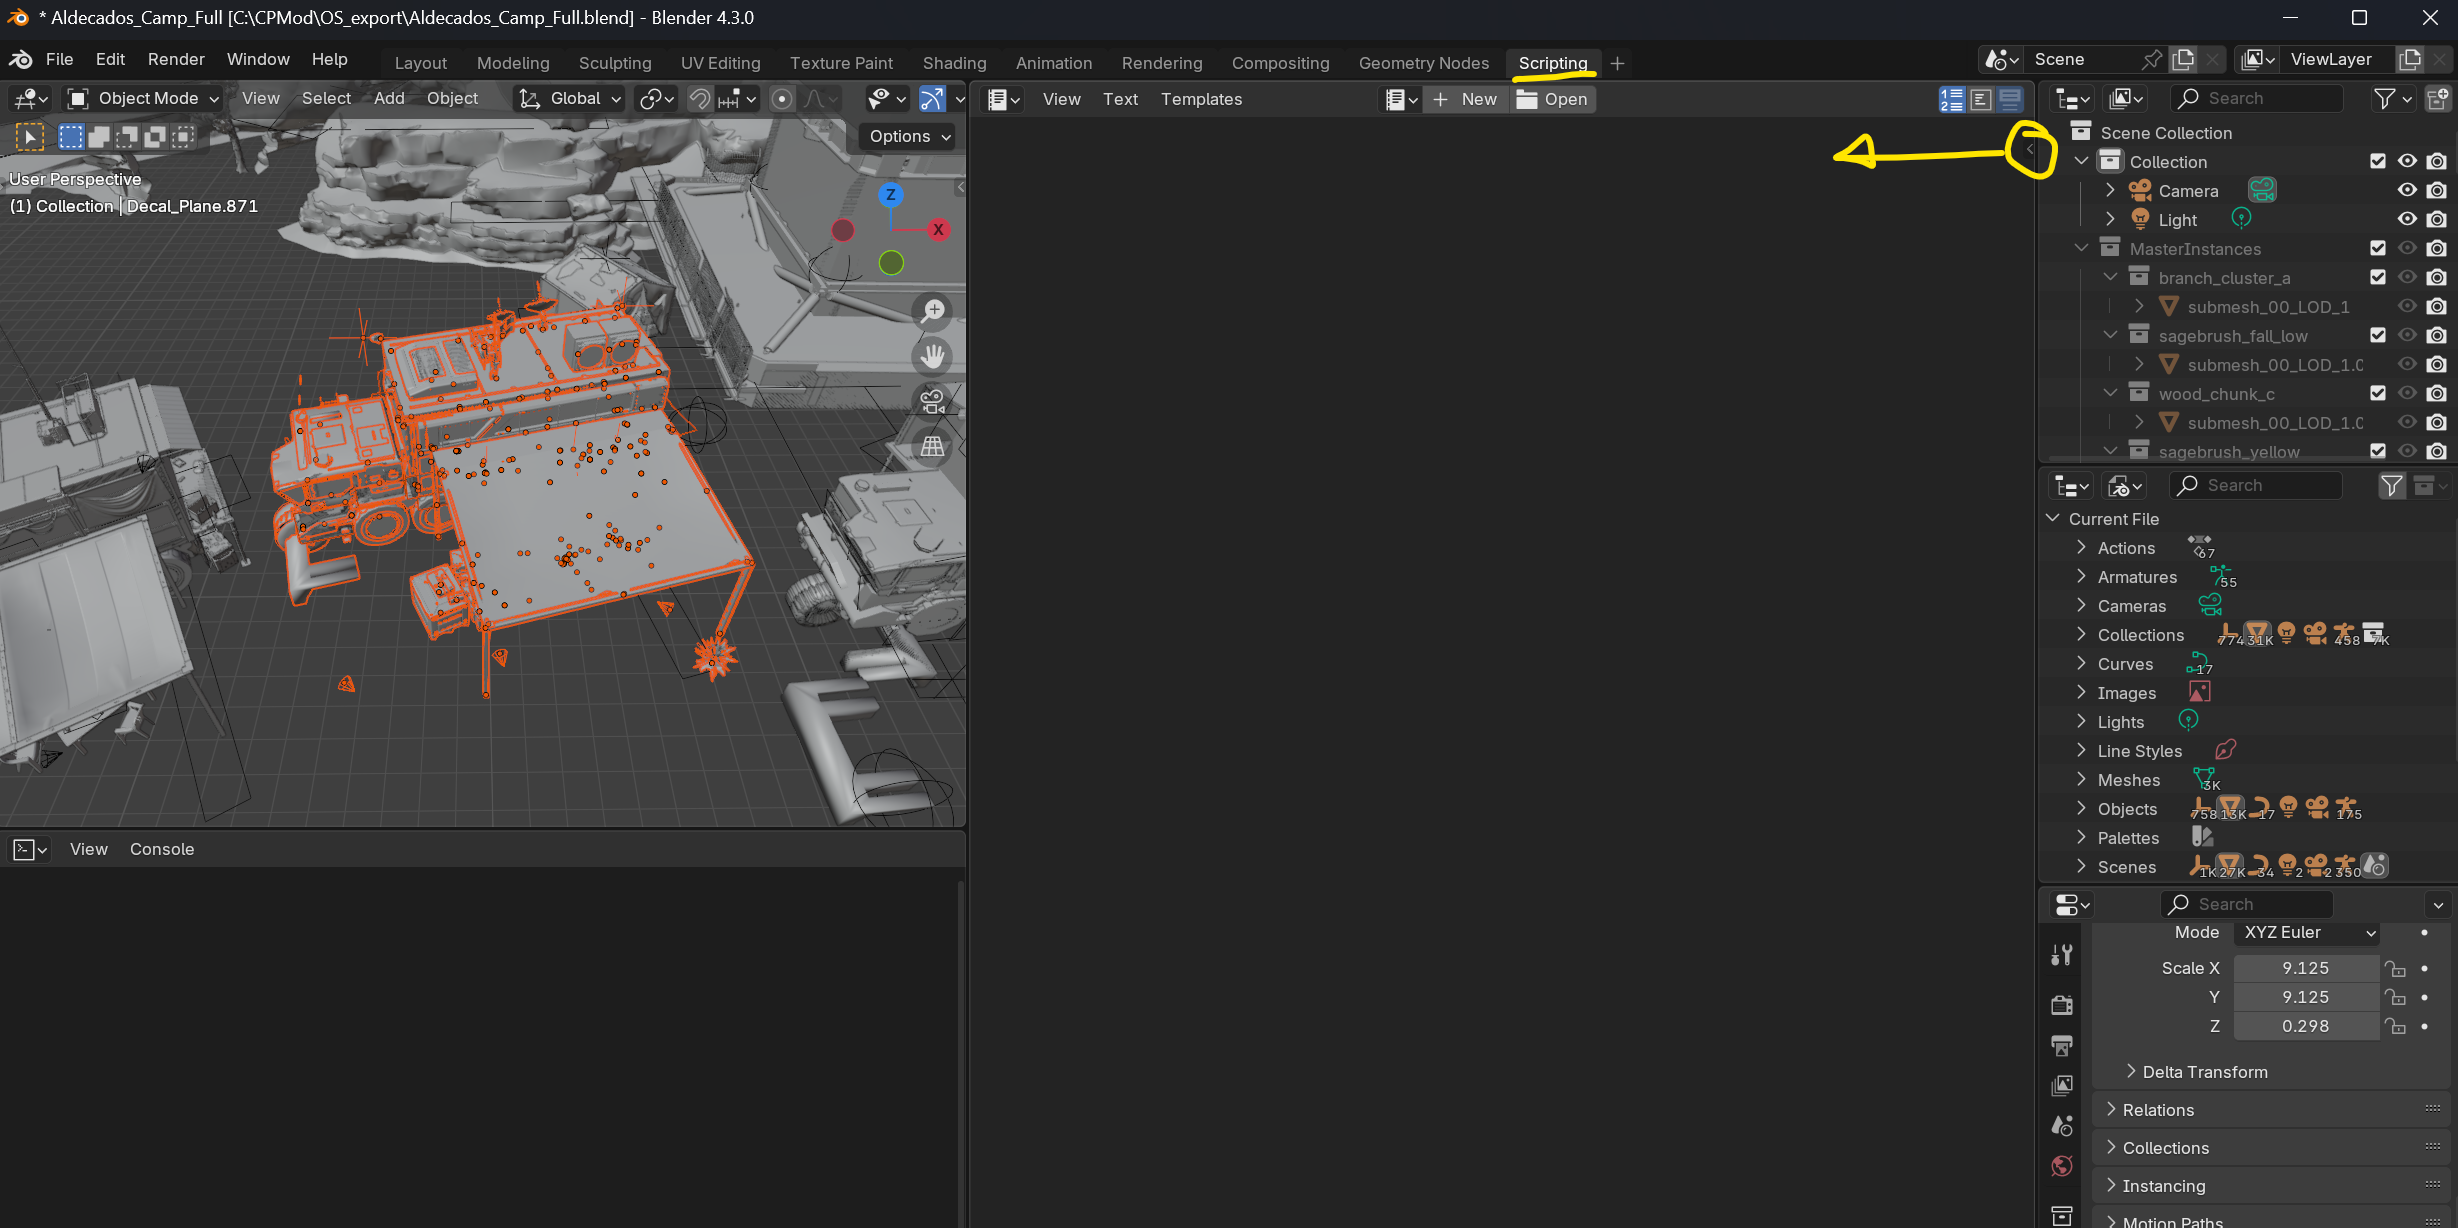 * Aldecados_Camp_Full [C:\CPMod\OS_export\Aldecados_Camp_Full.blend] - Blender 4.3.0
File Edit Render Window Help Layout Modeling Sculpting UV Editing Texture Paint Shading Animation Rendering Compositing Geometry Nodes Scripting + Scene ViewLayer
Object Mode View Select Add Object Global
Options
User Perspective
(1) Collection | Decal_Plane.871
Z
X
View Console
View Text Templates New Open
1
2
Search
Scene Collection
Collection
Camera
Light
MasterInstances
branch_cluster_a
submesh_00_LOD_1
sagebrush_fall_low
submesh_00_LOD_1.0
wood_chunk_c
submesh_00_LOD_1.0
sagebrush_yellow
Search
Current File
Actions 67
Armatures 55
Cameras
Collections 774 31K 458 7K
Curves 17
Images
Lights
Line Styles
Meshes 3K
Objects 758 13K 17 175
Palettes
Scenes 1K 27K 34 2 2 350
Search
Mode XYZ Euler
Scale X 9.125
Y 9.125
Z 0.298
Delta Transform
Relations
Collections
Instancing
Motion Paths